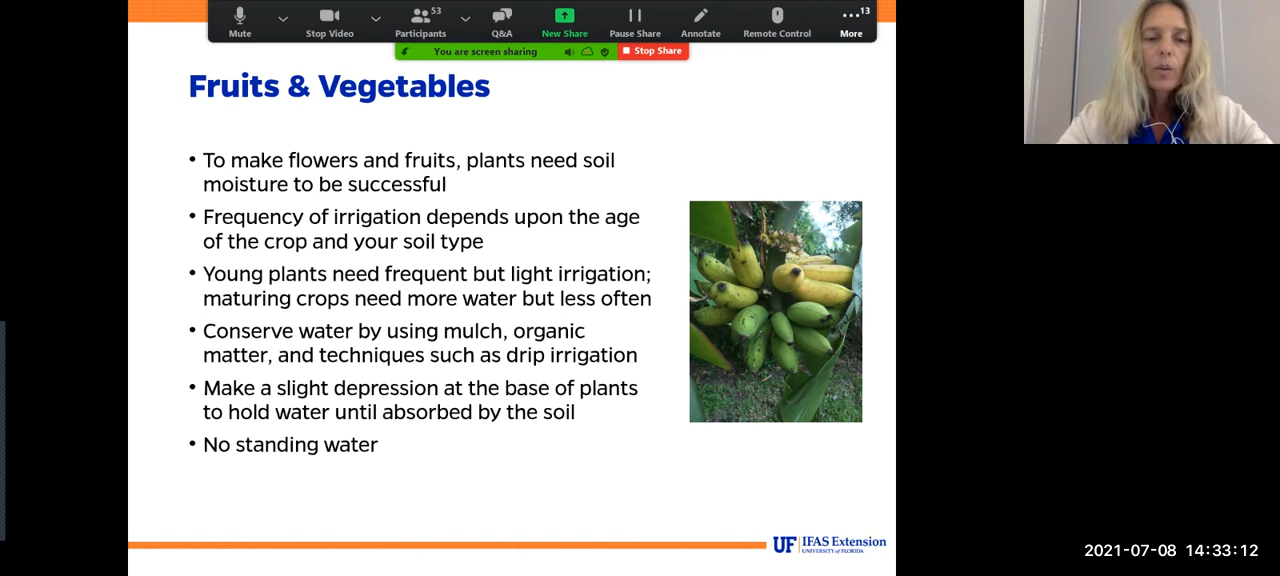 53
13
Mute
Stop Video
Participants
Q&A
New Share
Pause Share
Annotate
Remote Control
More
You are screen sharing
Stop Share
Fruits & Vegetables
• To make flowers and fruits, plants need soil
moisture to be successful
• Frequency of irrigation depends upon the age
of the crop and your soil type
• Young plants need frequent but light irrigation;
maturing crops need more water but less often
• Conserve water by using mulch, organic
matter, and techniques such as drip irrigation
• Make a slight depression at the base of plants
to hold water until absorbed by the soil
• No standing water
UF IFAS Extension
UNIVERSITY of FLORIDA
2021-07-08 14:33:12